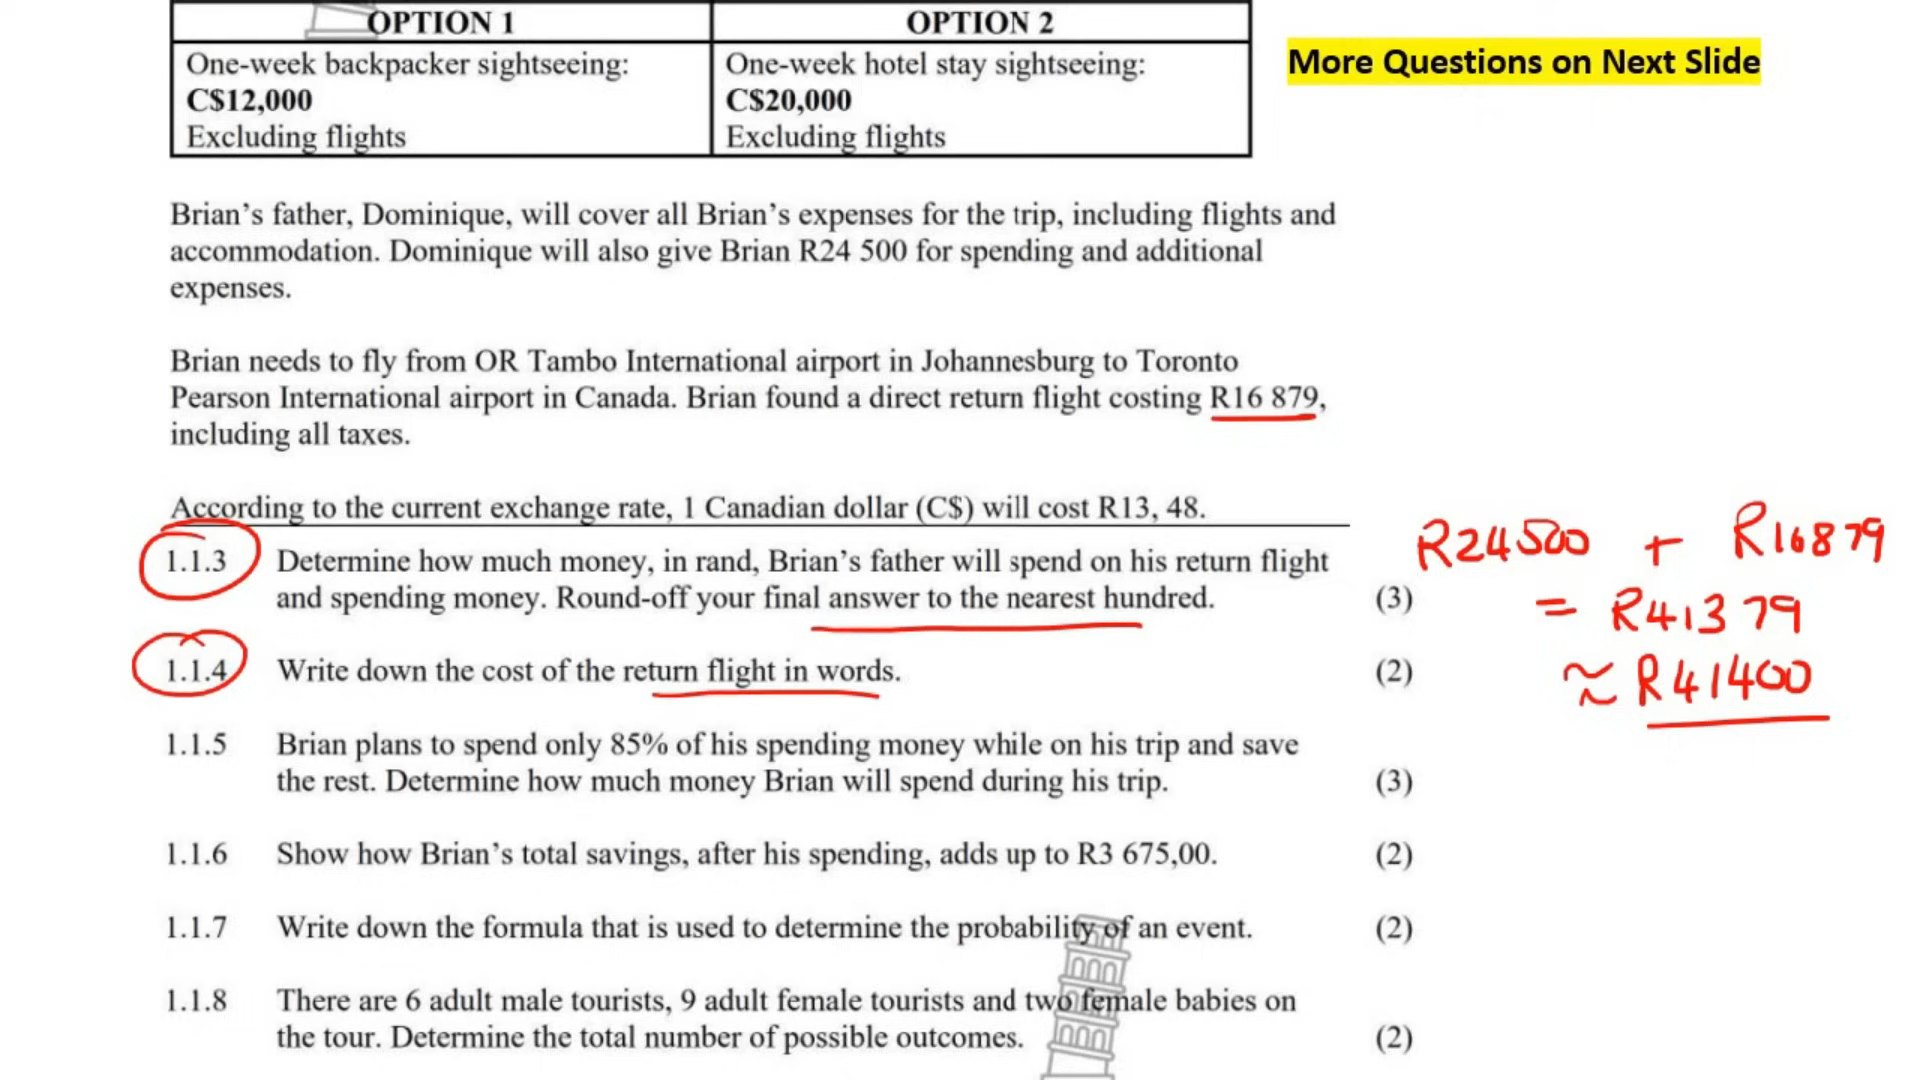 OPTION 1
OPTION 2
One-week backpacker sightseeing:
C$12,000
Excluding flights
One-week hotel stay sightseeing:
C$20,000
Excluding flights
More Questions on Next Slide
Brian’s father, Dominique, will cover all Brian’s expenses for the trip, including flights and
accommodation. Dominique will also give Brian R24 500 for spending and additional
expenses.
Brian needs to fly from OR Tambo International airport in Johannesburg to Toronto
Pearson International airport in Canada. Brian found a direct return flight costing R16 879,
including all taxes.
According to the current exchange rate, 1 Canadian dollar (C$) will cost R13, 48.
1.1.3 Determine how much money, in rand, Brian’s father will spend on his return flight
and spending money. Round-off your final answer to the nearest hundred. (3)
R24500 + R16879
= R41379
≈ R41400
1.1.4 Write down the cost of the return flight in words. (2)
1.1.5 Brian plans to spend only 85% of his spending money while on his trip and save
the rest. Determine how much money Brian will spend during his trip. (3)
1.1.6 Show how Brian’s total savings, after his spending, adds up to R3 675,00. (2)
1.1.7 Write down the formula that is used to determine the probability of an event. (2)
1.1.8 There are 6 adult male tourists, 9 adult female tourists and two female babies on
the tour. Determine the total number of possible outcomes. (2)